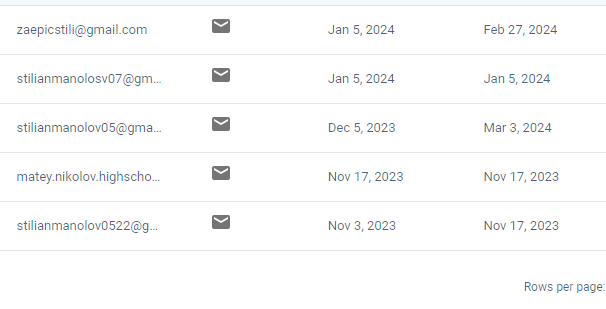 zaepicstili@gmail.com Jan 5, 2024 Feb 27, 2024
stilianmanolosv07@gm... Jan 5, 2024 Jan 5, 2024
stilianmanolov05@gma... Dec 5, 2023 Mar 3, 2024
matey.nikolov.highscho... Nov 17, 2023 Nov 17, 2023
stilianmanolov0522@g... Nov 3, 2023 Nov 17, 2023
Rows per page: